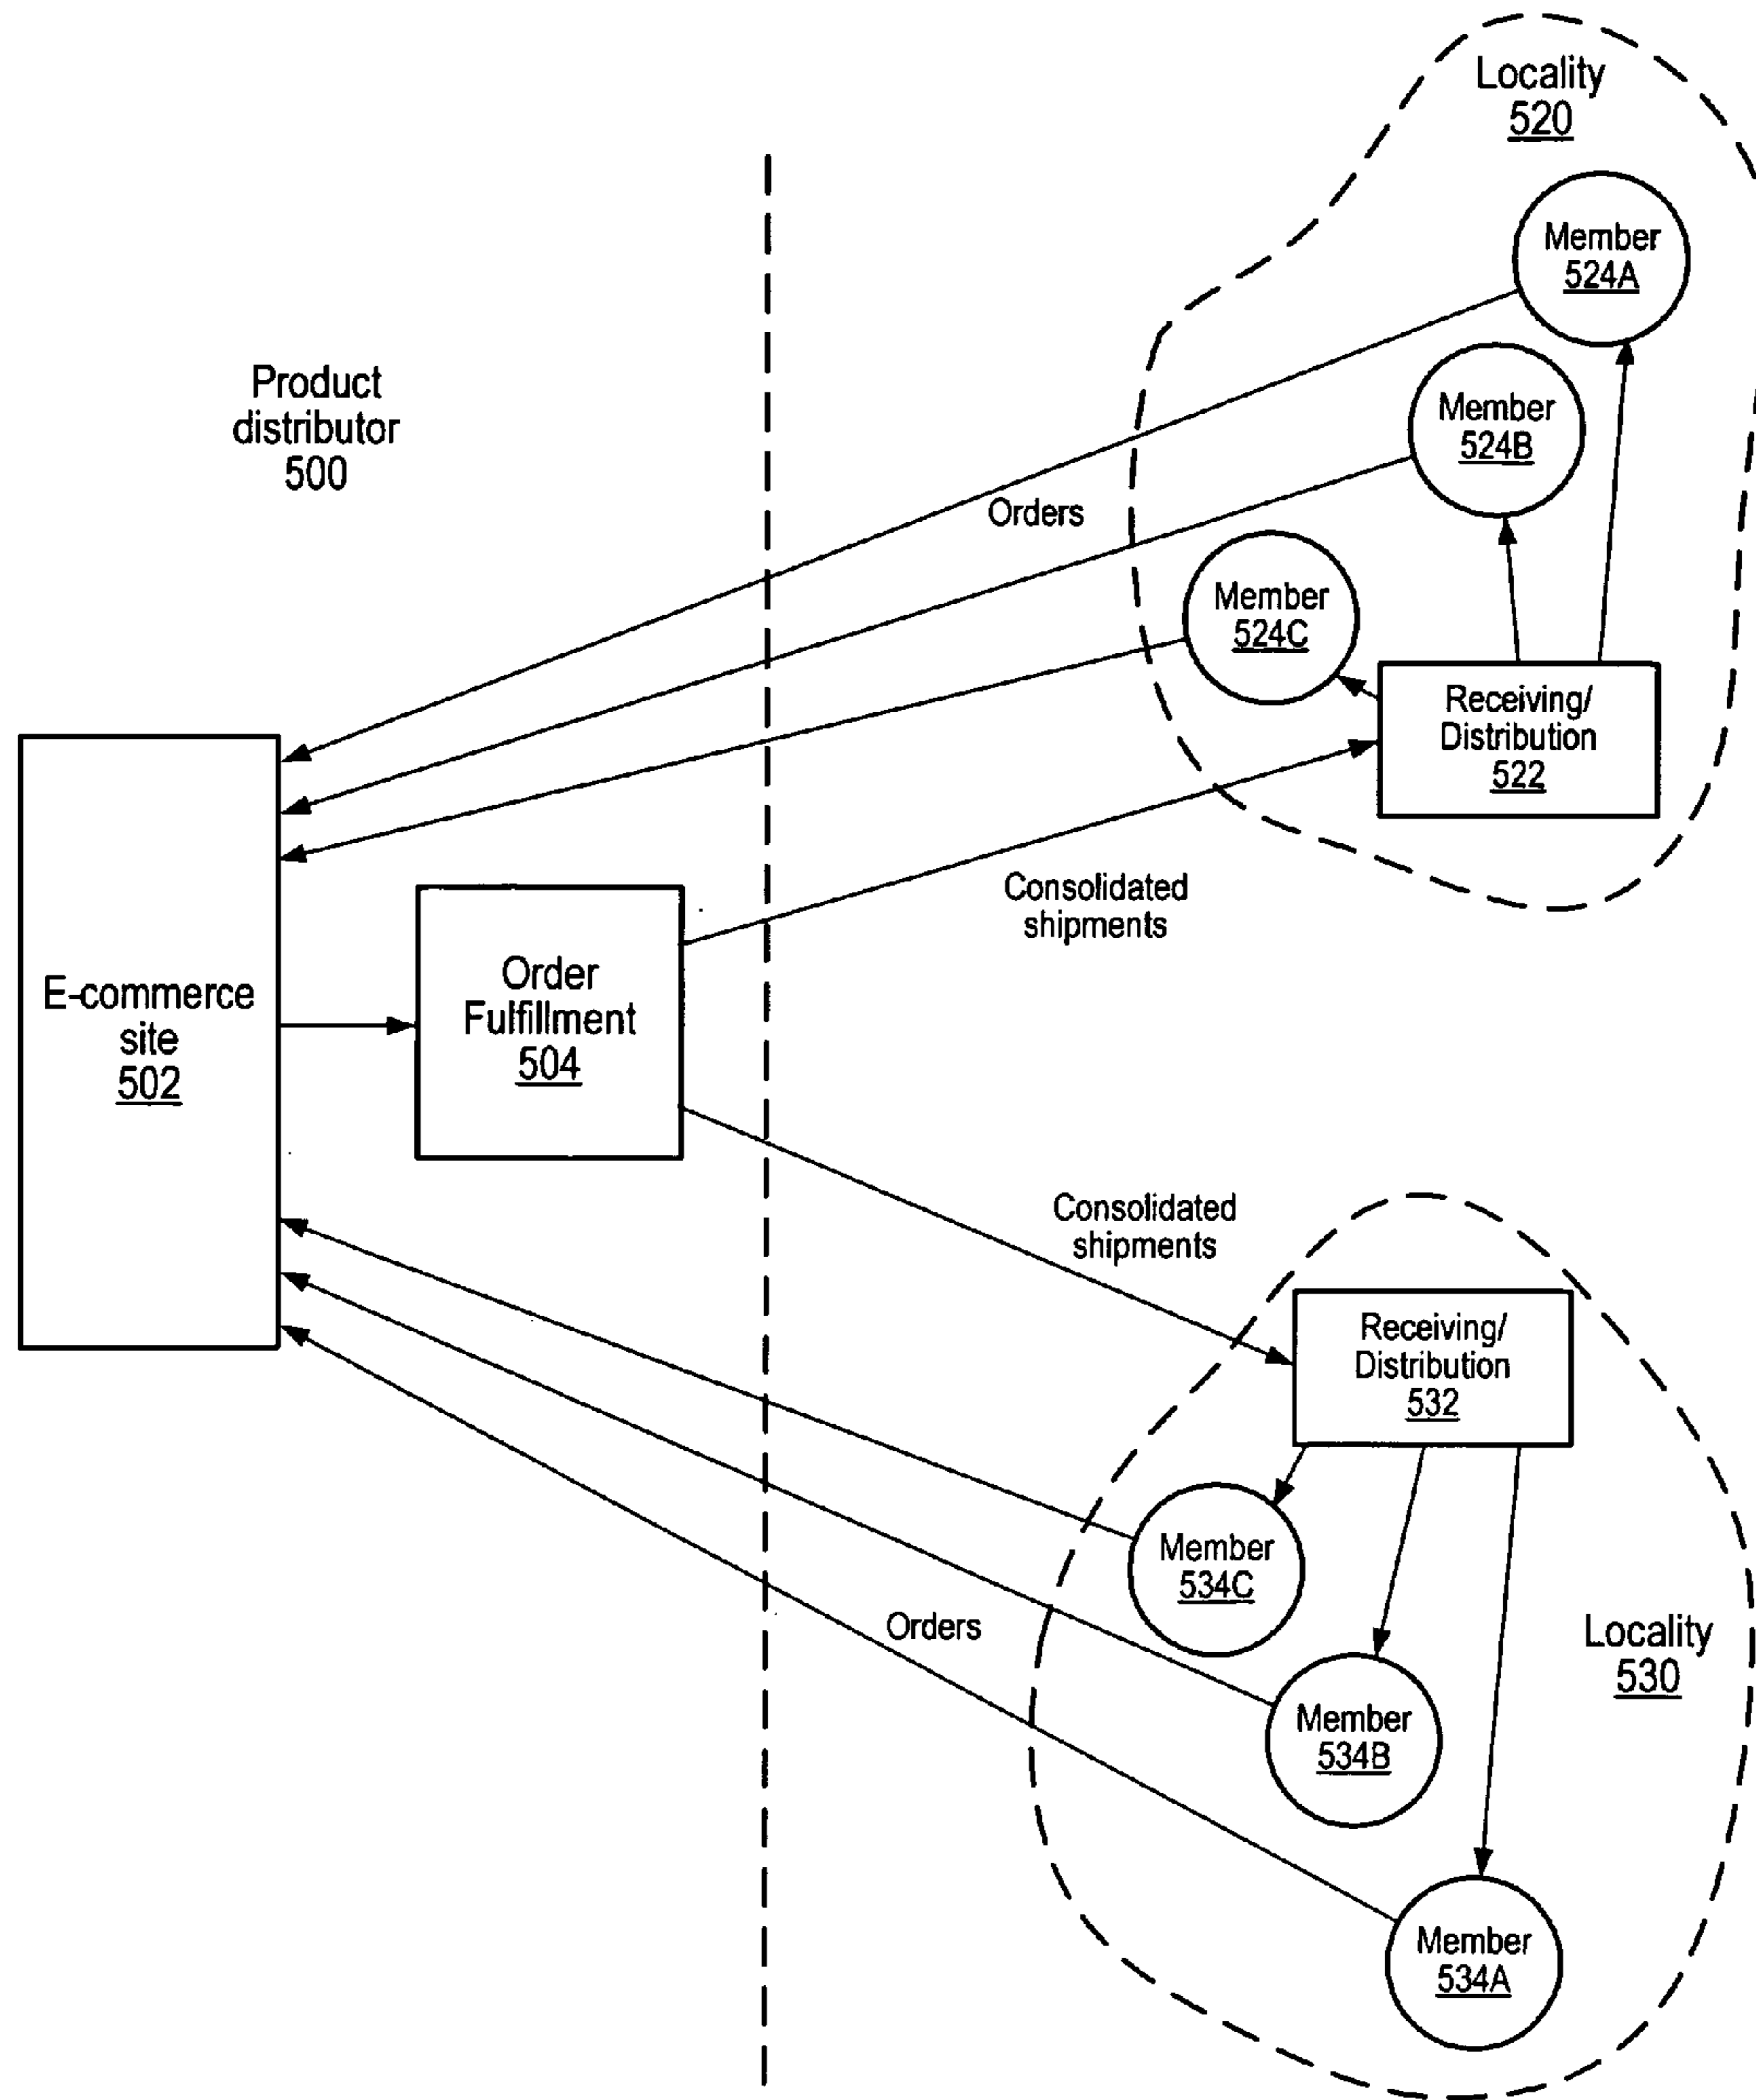 Locality
520
Member
524A
Product
distributor
500
Member
524B
Orders
Member
524C
Receiving/
Distribution
522
Consolidated
shipments
E-commerce
site
502
Order
Fulfillment
504
Consolidated
shipments
Receiving/
Distribution
532
Member
534C
Orders
Locality
530
Member
534B
Member
534A